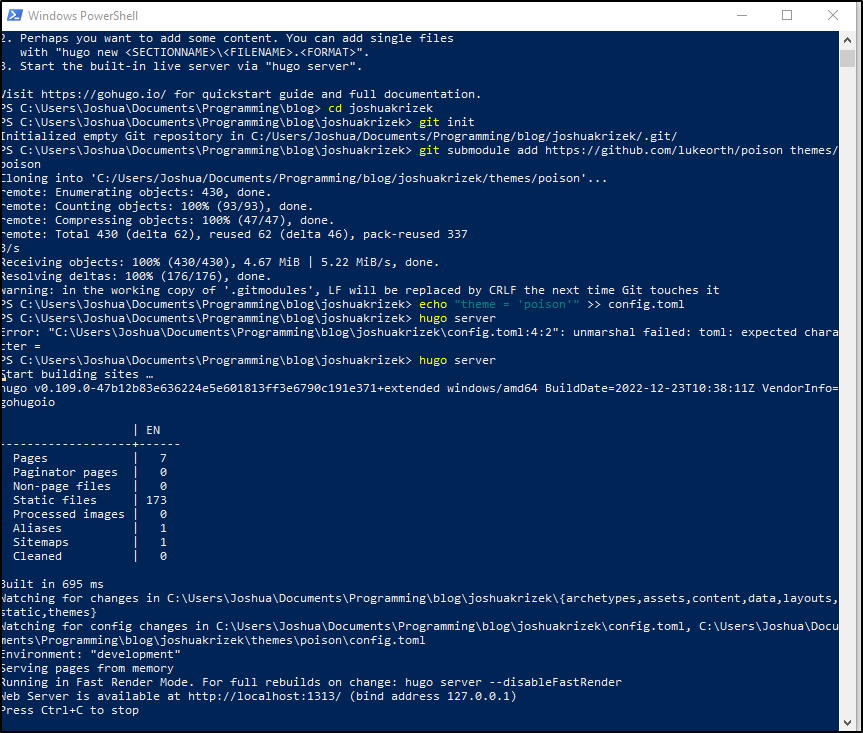 Windows PowerShell
2. Perhaps you want to add some content. You can add single files
with "hugo new <SECTIONNAME>\<FILENAME>.<FORMAT>".
3. Start the built-in live server via "hugo server".
Visit https://gohugo.io/ for quickstart guide and full documentation.
PS C:\Users\Joshua\Documents\Programming\blog> cd joshuakrizek
PS C:\Users\Joshua\Documents\Programming\blog\joshuakrizek> git init
Initialized empty Git repository in C:/Users/Joshua/Documents/Programming/blog/joshuakrizek/.git/
PS C:\Users\Joshua\Documents\Programming\blog\joshuakrizek> git submodule add https://github.com/lukeorth/poison themes/
poison
Cloning into 'C:/Users/Joshua/Documents/Programming/blog/joshuakrizek/themes/poison'...
remote: Enumerating objects: 430, done.
remote: Counting objects: 100% (93/93), done.
remote: Compressing objects: 100% (47/47), done.
remote: Total 430 (delta 62), reused 62 (delta 46), pack-reused 337
B/s
Receiving objects: 100% (430/430), 4.67 MiB | 5.22 MiB/s, done.
Resolving deltas: 100% (176/176), done.
warning: in the working copy of '.gitmodules', LF will be replaced by CRLF the next time Git touches it
PS C:\Users\Joshua\Documents\Programming\blog\joshuakrizek> echo "theme = 'poison'" >> config.toml
PS C:\Users\Joshua\Documents\Programming\blog\joshuakrizek> hugo server
Error: "C:\Users\Joshua\Documents\Programming\blog\joshuakrizek\config.toml:4:2": unmarshal failed: toml: expected chara
cter =
PS C:\Users\Joshua\Documents\Programming\blog\joshuakrizek> hugo server
Start building sites …
hugo v0.109.0-47b12b83e636224e5e601813ff3e6790c191e371+extended windows/amd64 BuildDate=2022-12-23T10:38:11Z VendorInfo=
gohugoio
| EN
-------------------+------
Pages | 7
Paginator pages | 0
Non-page files | 0
Static files | 173
Processed images | 0
Aliases | 1
Sitemaps | 1
Cleaned | 0
Built in 695 ms
Watching for changes in C:\Users\Joshua\Documents\Programming\blog\joshuakrizek\{archetypes,assets,content,data,layouts,
static,themes}
Watching for config changes in C:\Users\Joshua\Documents\Programming\blog\joshuakrizek\config.toml, C:\Users\Joshua\Docu
ments\Programming\blog\joshuakrizek\themes\poison\config.toml
Environment: "development"
Serving pages from memory
Running in Fast Render Mode. For full rebuilds on change: hugo server --disableFastRender
Web Server is available at http://localhost:1313/ (bind address 127.0.0.1)
Press Ctrl+C to stop